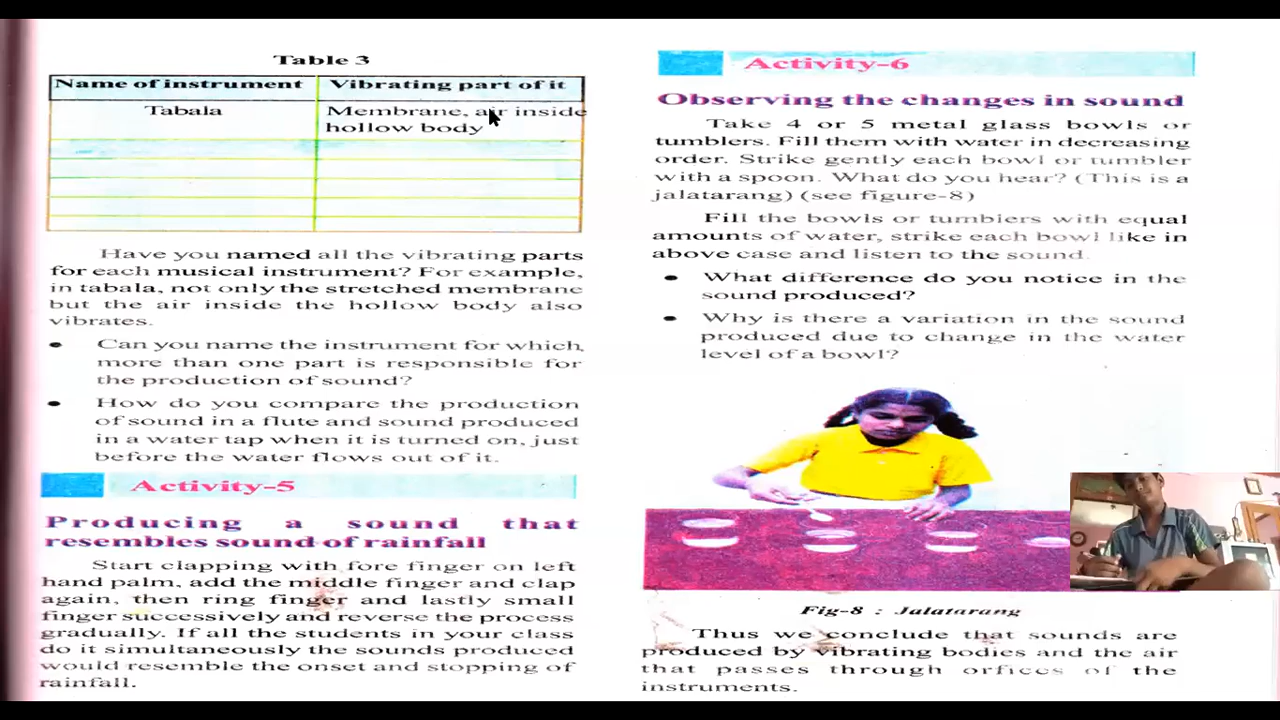 Table 3
Name of instrument
Vibrating part of it
Tabala
Membrane, air inside
hollow body
Have you named all the vibrating parts
for each musical instrument? For example,
in tabala, not only the stretched membrane
but the air inside the hollow body also
vibrates.
Can you name the instrument for which,
more than one part is responsible for
the production of sound?
How do you compare the production
of sound in a flute and sound produced
in a water tap when it is turned on, just
before the water flows out of it.
Activity-5
Producing a sound that
resembles sound of rainfall
Start clapping with fore finger on left
hand palm, add the middle finger and clap
again, then ring finger and lastly small
finger successively and reverse the process
gradually. If all the students in your class
do it simultaneously the sounds produced
would resemble the onset and stopping of
rainfall.
Activity-6
Observing the changes in sound
Take 4 or 5 metal glass bowls or
tumblers. Fill them with water in decreasing
order. Strike gently each bowl or tumbler
with a spoon. What do you hear? (This is a
jalatarang) (see figure-8)
Fill the bowls or tumblers with equal
amounts of water, strike each bowl like in
above case and listen to the sound.
What difference do you notice in the
sound produced?
Why is there a variation in the sound
produced due to change in the water
level of a bowl?
Fig-8 : Jalatarang
Thus we conclude that sounds are
produced by vibrating bodies and the air
that passes through orifices of the
instruments.